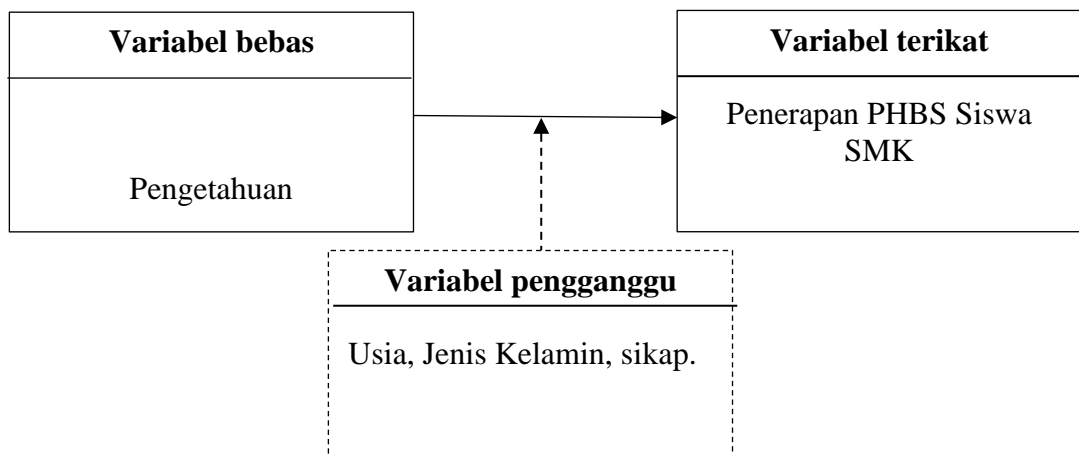 Variabel bebas
Pengetahuan
Variabel terikat
Penerapan PHBS Siswa
SMK
Variabel pengganggu
Usia, Jenis Kelamin, sikap.